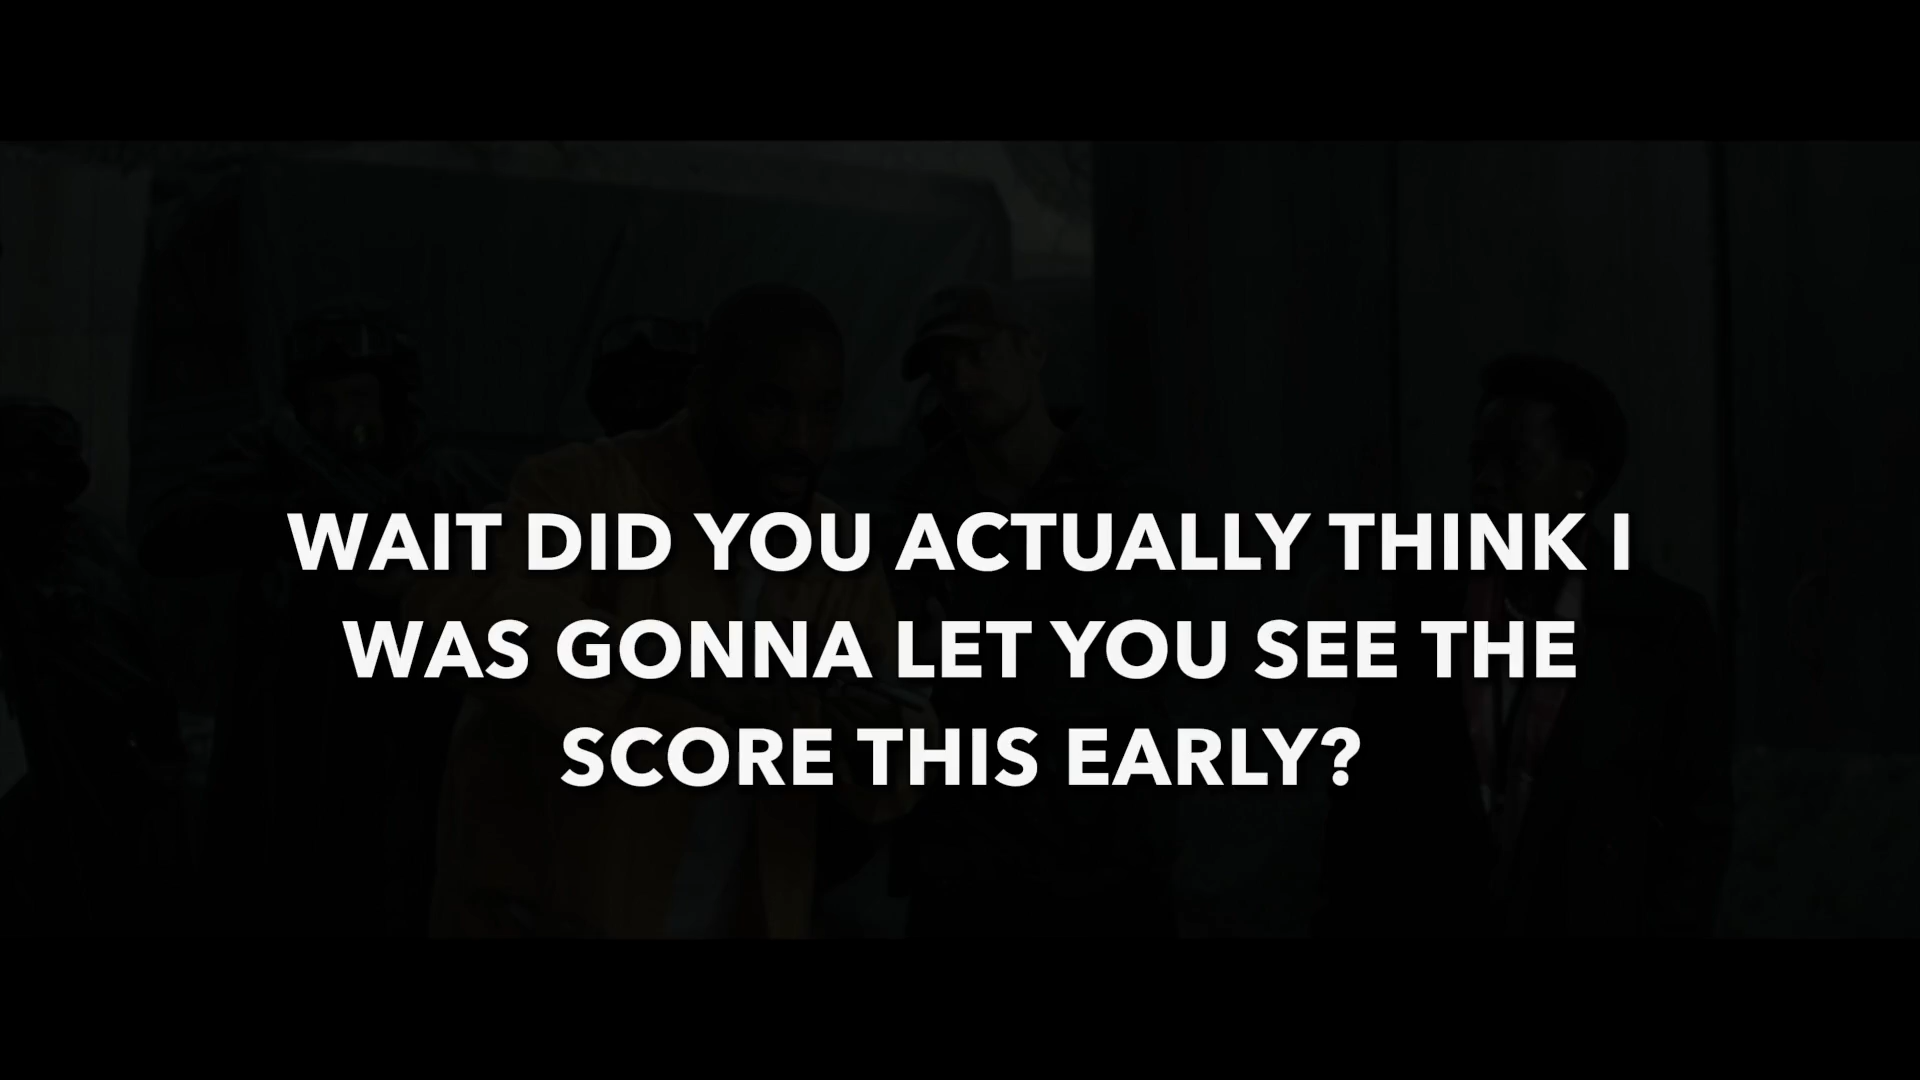 WAIT DID YOU ACTUALLY THINK I
WAS GONNA LET YOU SEE THE
SCORE THIS EARLY?